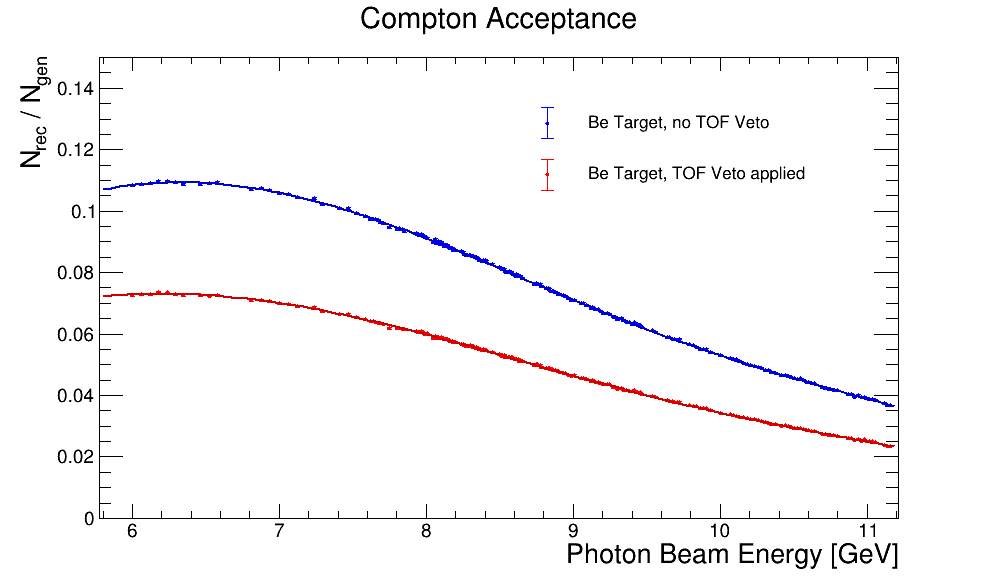 Compton Acceptance
N_rec / N_gen
0.14
0.12
0.1
0.08
0.06
0.04
0.02
0
Be Target, no TOF Veto
Be Target, TOF Veto applied
6 7 8 9 10 11
Photon Beam Energy [GeV]